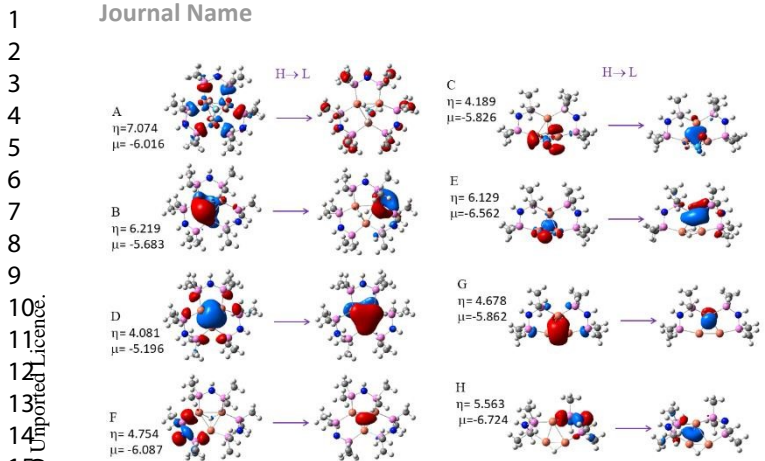 Journal Name
1
2
3
4
5
6
7
8
9
10
11
12
13
14
Unported Licence.
H→L
A
η=7.074
μ= -6.016
B
η= 6.219
μ= -5.683
D
η= 4.081
μ= -5.196
F
η= 4.754
μ= -6.087
H→L
C
η= 4.189
μ=-5.826
E
η= 6.129
μ=-6.562
G
η= 4.678
μ=-5.862
H
η= 5.563
μ=-6.724